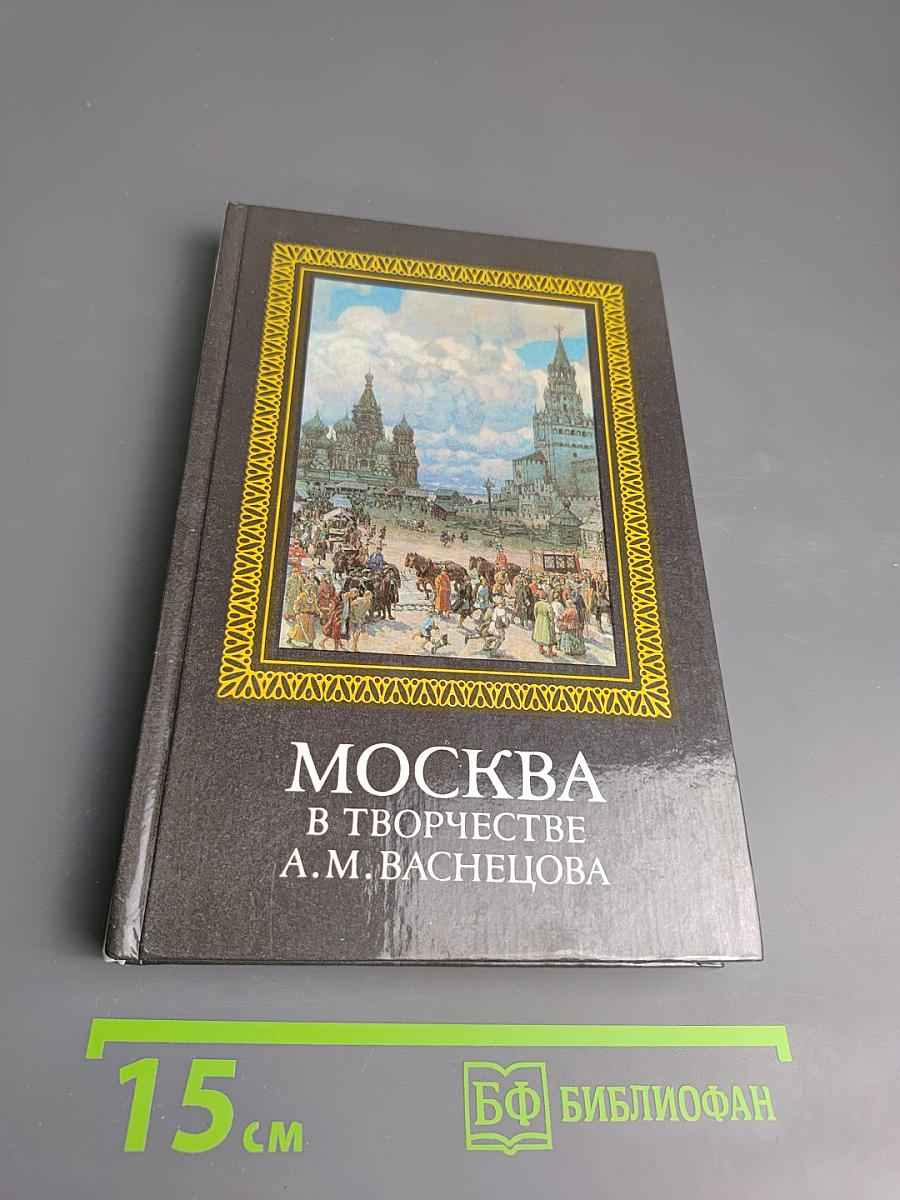 МОСКВА
В ТВОРЧЕСТВЕ
А.М.ВАСНЕЦОВА
15 см
БФ БИБЛИОФАН